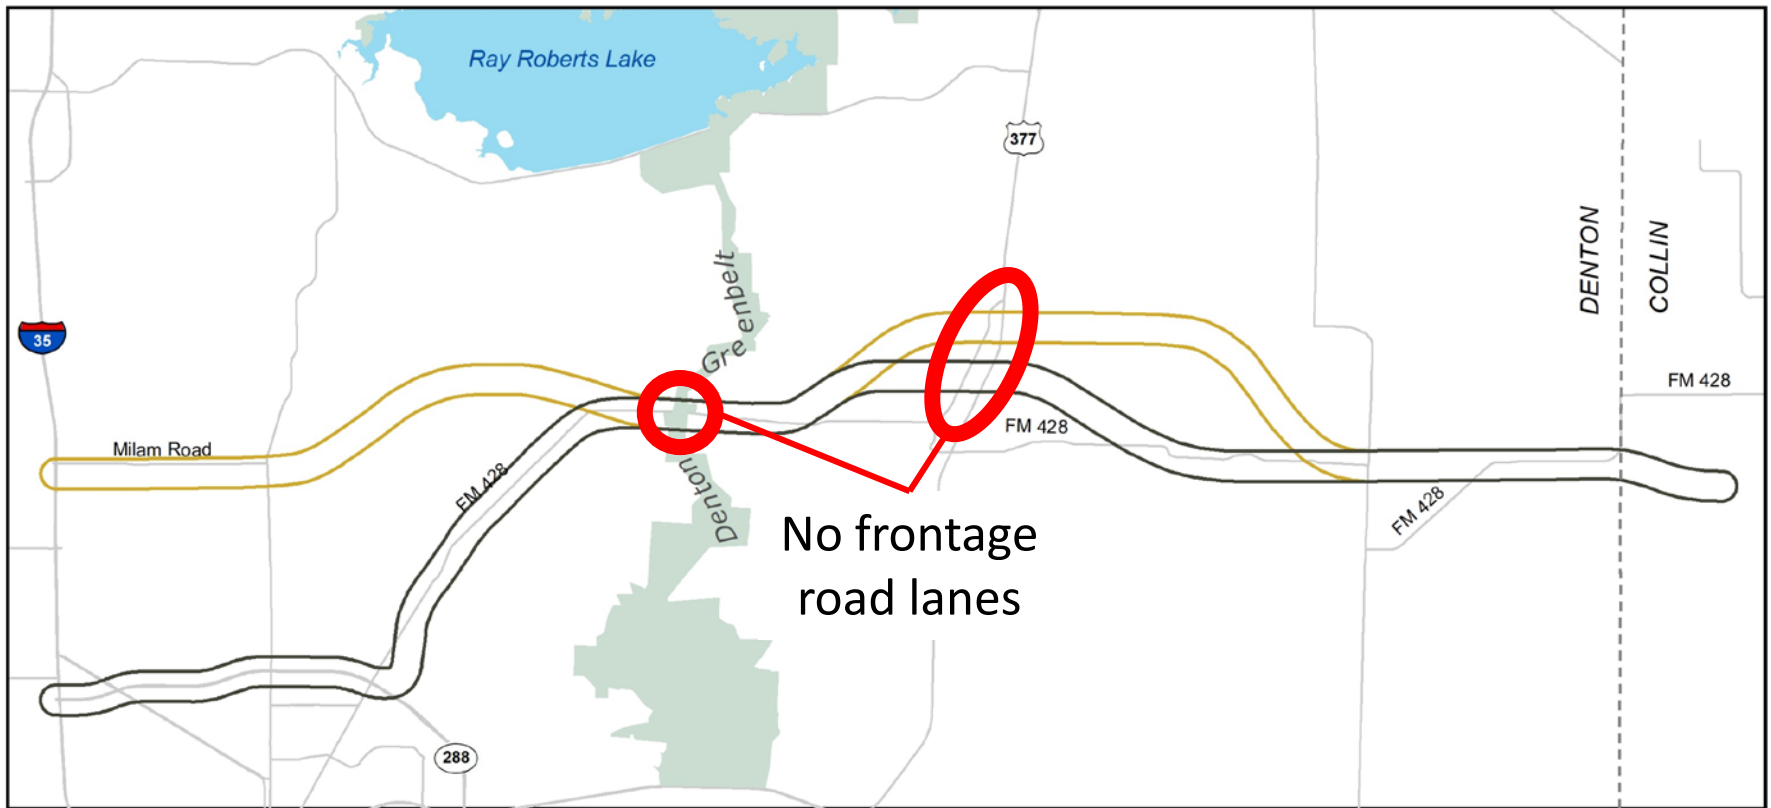 Ray Roberts Lake
377
DENTON
COLLIN
35
Greenbelt
FM 428
Milam Road
FM 428
FM 428
Denton
FM 428
No frontage
road lanes
288